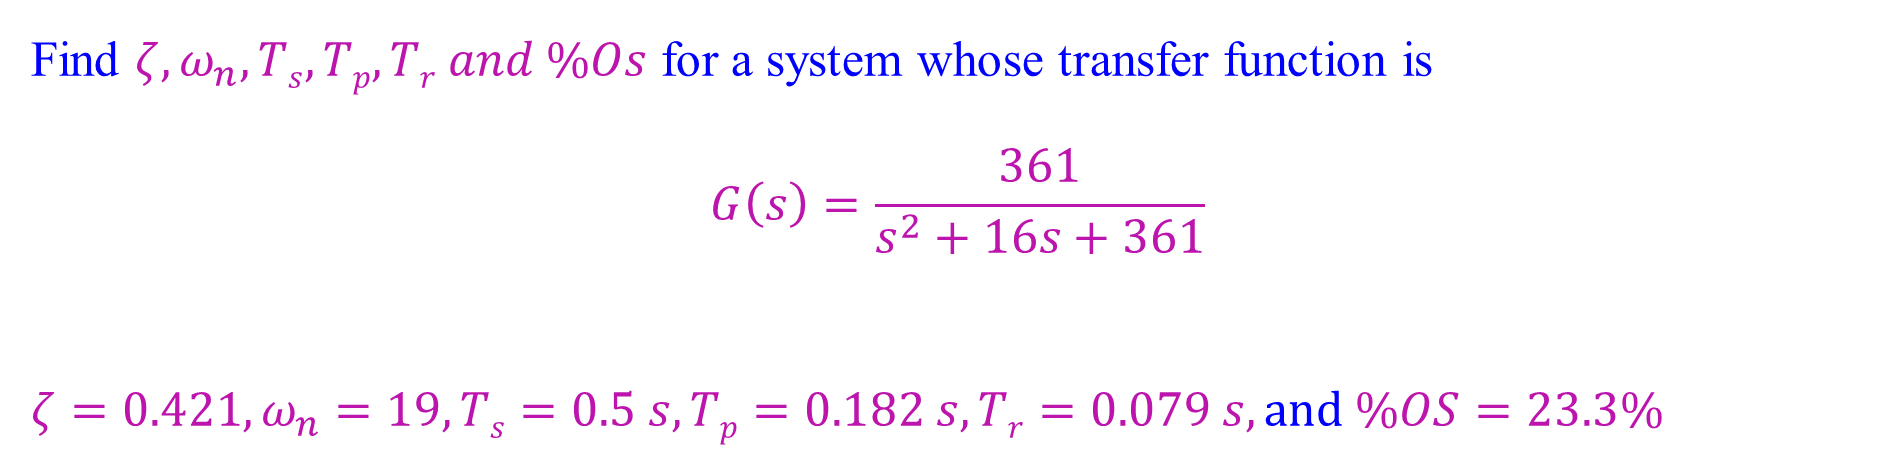 Find ζ, ωₙ, Tₛ, Tₚ, Tᵣ and %Os for a system whose transfer function is
G(s) = 361 / (s² + 16s + 361)
ζ = 0.421, ωₙ = 19, Tₛ = 0.5 s, Tₚ = 0.182 s, Tᵣ = 0.079 s, and %OS = 23.3%